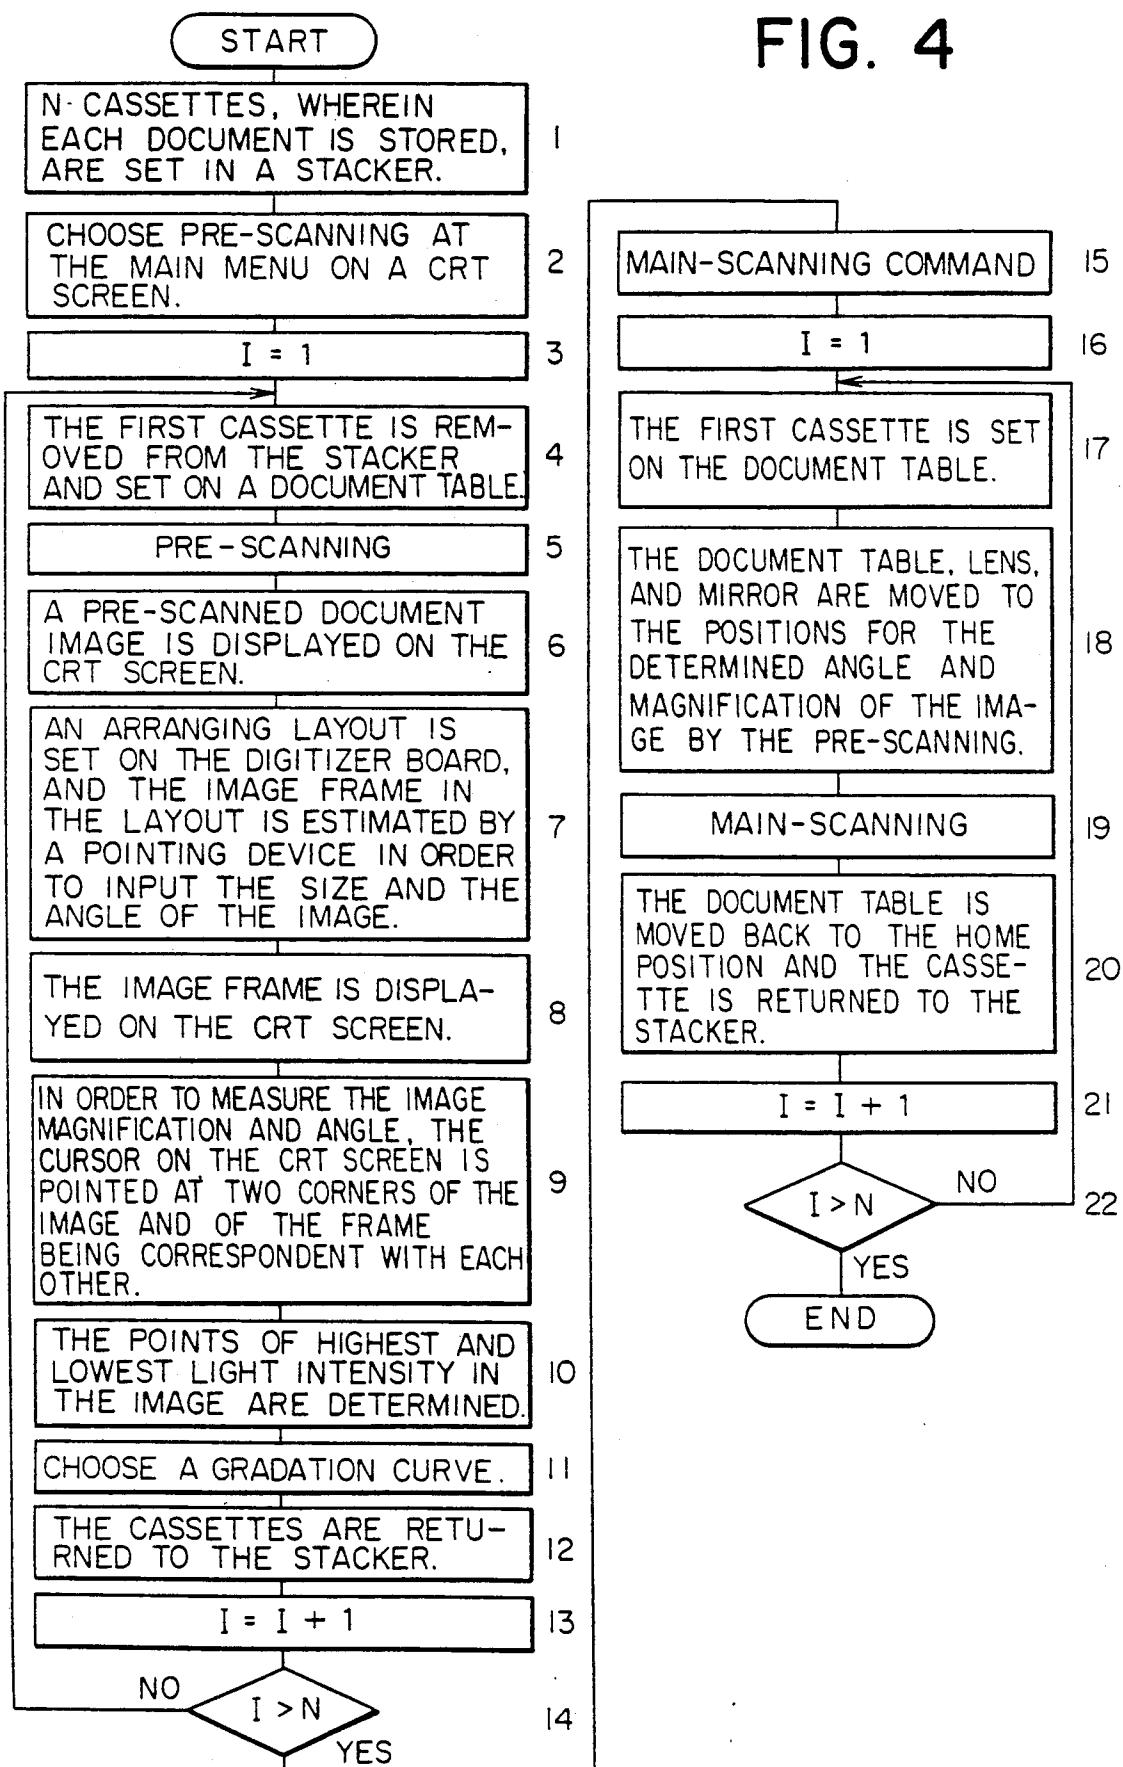 FIG. 4
START
N· CASSETTES, WHEREIN
EACH DOCUMENT IS STORED,
ARE SET IN A STACKER.
1
CHOOSE PRE-SCANNING AT
THE MAIN MENU ON A CRT
SCREEN.
2
I = 1
3
THE FIRST CASSETTE IS REM-
OVED FROM THE STACKER
AND SET ON A DOCUMENT TABLE.
4
PRE-SCANNING
5
A PRE-SCANNED DOCUMENT
IMAGE IS DISPLAYED ON THE
CRT SCREEN.
6
AN ARRANGING LAYOUT IS
SET ON THE DIGITIZER BOARD,
AND THE IMAGE FRAME IN
THE LAYOUT IS ESTIMATED BY
A POINTING DEVICE IN ORDER
TO INPUT THE SIZE AND THE
ANGLE OF THE IMAGE.
7
THE IMAGE FRAME IS DISPLA-
YED ON THE CRT SCREEN.
8
IN ORDER TO MEASURE THE IMAGE
MAGNIFICATION AND ANGLE, THE
CURSOR ON THE CRT SCREEN IS
POINTED AT TWO CORNERS OF THE
IMAGE AND OF THE FRAME
BEING CORRESPONDENT WITH EACH
OTHER.
9
THE POINTS OF HIGHEST AND
LOWEST LIGHT INTENSITY IN
THE IMAGE ARE DETERMINED.
10
CHOOSE A GRADATION CURVE.
11
THE CASSETTES ARE RETU-
RNED TO THE STACKER.
12
I = I + 1
13
NO
I > N
14
YES
MAIN-SCANNING COMMAND
15
I = 1
16
THE FIRST CASSETTE IS SET
ON THE DOCUMENT TABLE.
17
THE DOCUMENT TABLE, LENS,
AND MIRROR ARE MOVED TO
THE POSITIONS FOR THE
DETERMINED ANGLE AND
MAGNIFICATION OF THE IMA-
GE BY THE PRE-SCANNING.
18
MAIN-SCANNING
19
THE DOCUMENT TABLE IS
MOVED BACK TO THE HOME
POSITION AND THE CASSE-
TTE IS RETURNED TO THE
STACKER.
20
I = I + 1
21
I > N
NO
22
YES
END